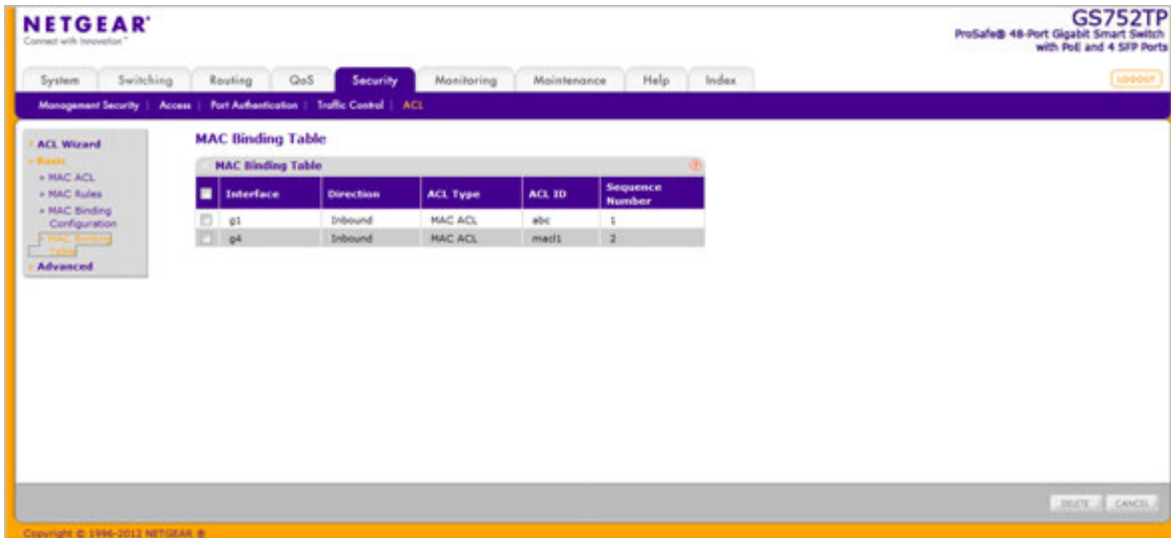 NETGEAR®
Connect with Innovation™
GS752TP
ProSafe® 48-Port Gigabit Smart Switch
with PoE and 4 SFP Ports
System Switching Routing QoS Security Monitoring Maintenance Help Index
LOGOUT
Management Security | Access | Port Authentication | Traffic Control | ACL
ACL Wizard
Basic
MAC ACL
MAC Rules
MAC Binding
Configuration
MAC Binding
Table
Advanced
MAC Binding Table
MAC Binding Table
Interface Direction ACL Type ACL ID Sequence
Number
g1 Inbound MAC ACL abc 1
g4 Inbound MAC ACL 2
DELETE CANCEL
Copyright © 1996-2012 NETGEAR ®